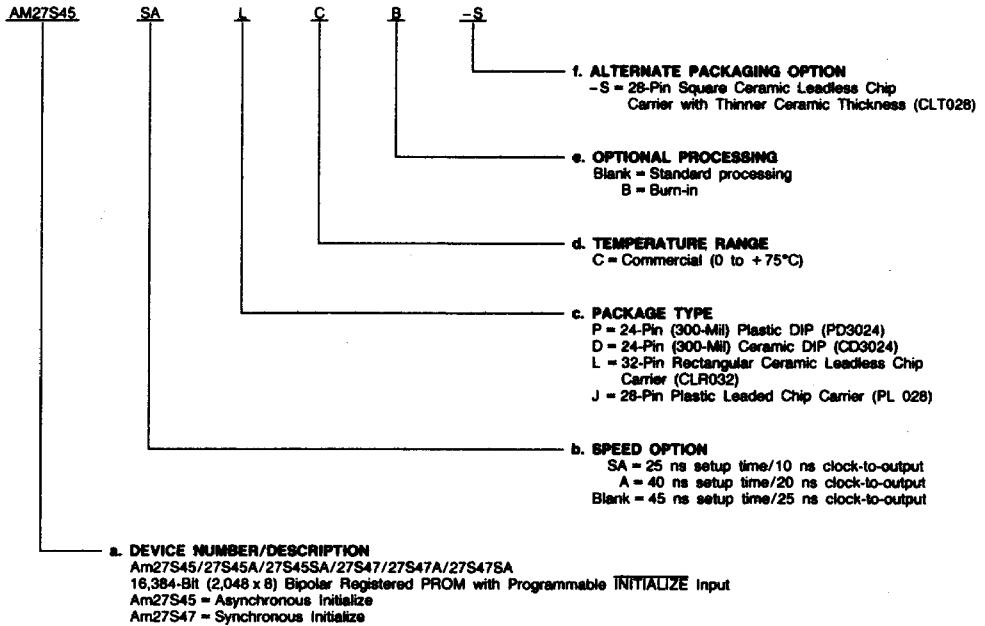 AM27S45 SA L C B -S
f. ALTERNATE PACKAGING OPTION
-S = 28-Pin Square Ceramic Leadless Chip
Carrier with Thinner Ceramic Thickness (CLT028)
e. OPTIONAL PROCESSING
Blank = Standard processing
B = Burn-in
d. TEMPERATURE RANGE
C = Commercial (0 to +75°C)
c. PACKAGE TYPE
P = 24-Pin (300-Mil) Plastic DIP (PD3024)
D = 24-Pin (300-Mil) Ceramic DIP (CD3024)
L = 32-Pin Rectangular Ceramic Leadless Chip
Carrier (CLR032)
J = 28-Pin Plastic Leaded Chip Carrier (PL 028)
b. SPEED OPTION
SA = 25 ns setup time/10 ns clock-to-output
A = 40 ns setup time/20 ns clock-to-output
Blank = 45 ns setup time/25 ns clock-to-output
a. DEVICE NUMBER/DESCRIPTION
Am27S45/27S45A/27S45SA/27S47/27S47A/27S47SA
16,384-Bit (2,048 x 8) Bipolar Registered PROM with Programmable INITIALIZE Input
Am27S45 = Asynchronous Initialize
Am27S47 = Synchronous Initialize